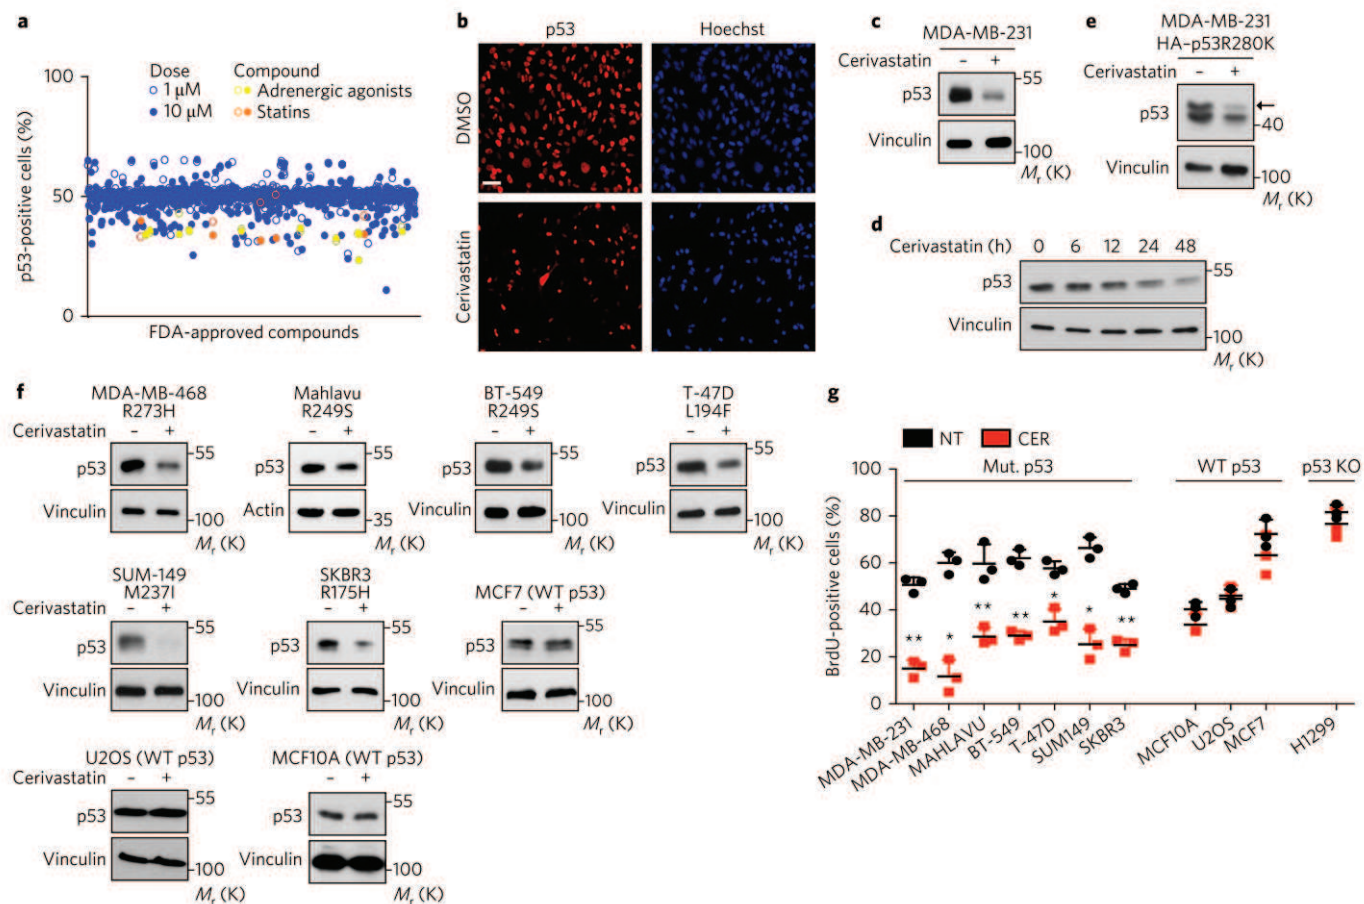 a
100
50
0
p53-positive cells (%)
Dose
1 µM
10 µM
Compound
Adrenergic agonists
Statins
FDA-approved compounds
b
p53
Hoechst
DMSO
Cerivastatin
c
MDA-MB-231
Cerivastatin – +
p53
55
Vinculin
100
Mr (K)
e
MDA-MB-231
HA–p53R280K
Cerivastatin – +
p53
40
Vinculin
100
Mr (K)
d
Cerivastatin (h) 0 6 12 24 48
p53
55
Vinculin
100
Mr (K)
f
MDA-MB-468
R273H
Cerivastatin – +
p53
55
Vinculin
100
Mr (K)
Mahlavu
R249S
– +
p53
55
Actin
35
Mr (K)
BT-549
R249S
– +
p53
55
Vinculin
100
Mr (K)
T-47D
L194F
– +
p53
55
Vinculin
100
Mr (K)
SUM-149
M237I
Cerivastatin – +
p53
55
Vinculin
100
Mr (K)
SKBR3
R175H
– +
p53
55
Vinculin
100
Mr (K)
MCF7 (WT p53)
– +
p53
55
Vinculin
100
Mr (K)
U2OS (WT p53)
Cerivastatin – +
p53
55
Vinculin
100
Mr (K)
MCF10A (WT p53)
– +
p53
55
Vinculin
100
Mr (K)
g
NT CER
Mut. p53 WT p53 p53 KO
BrdU-positive cells (%)
100
80
60
40
20
0
** * ** ** * * **
MDA-MB-231
MDA-MB-468
MAHLAVU
BT-549
T-47D
SUM149
SKBR3
MCF10A
U2OS
MCF7
H1299